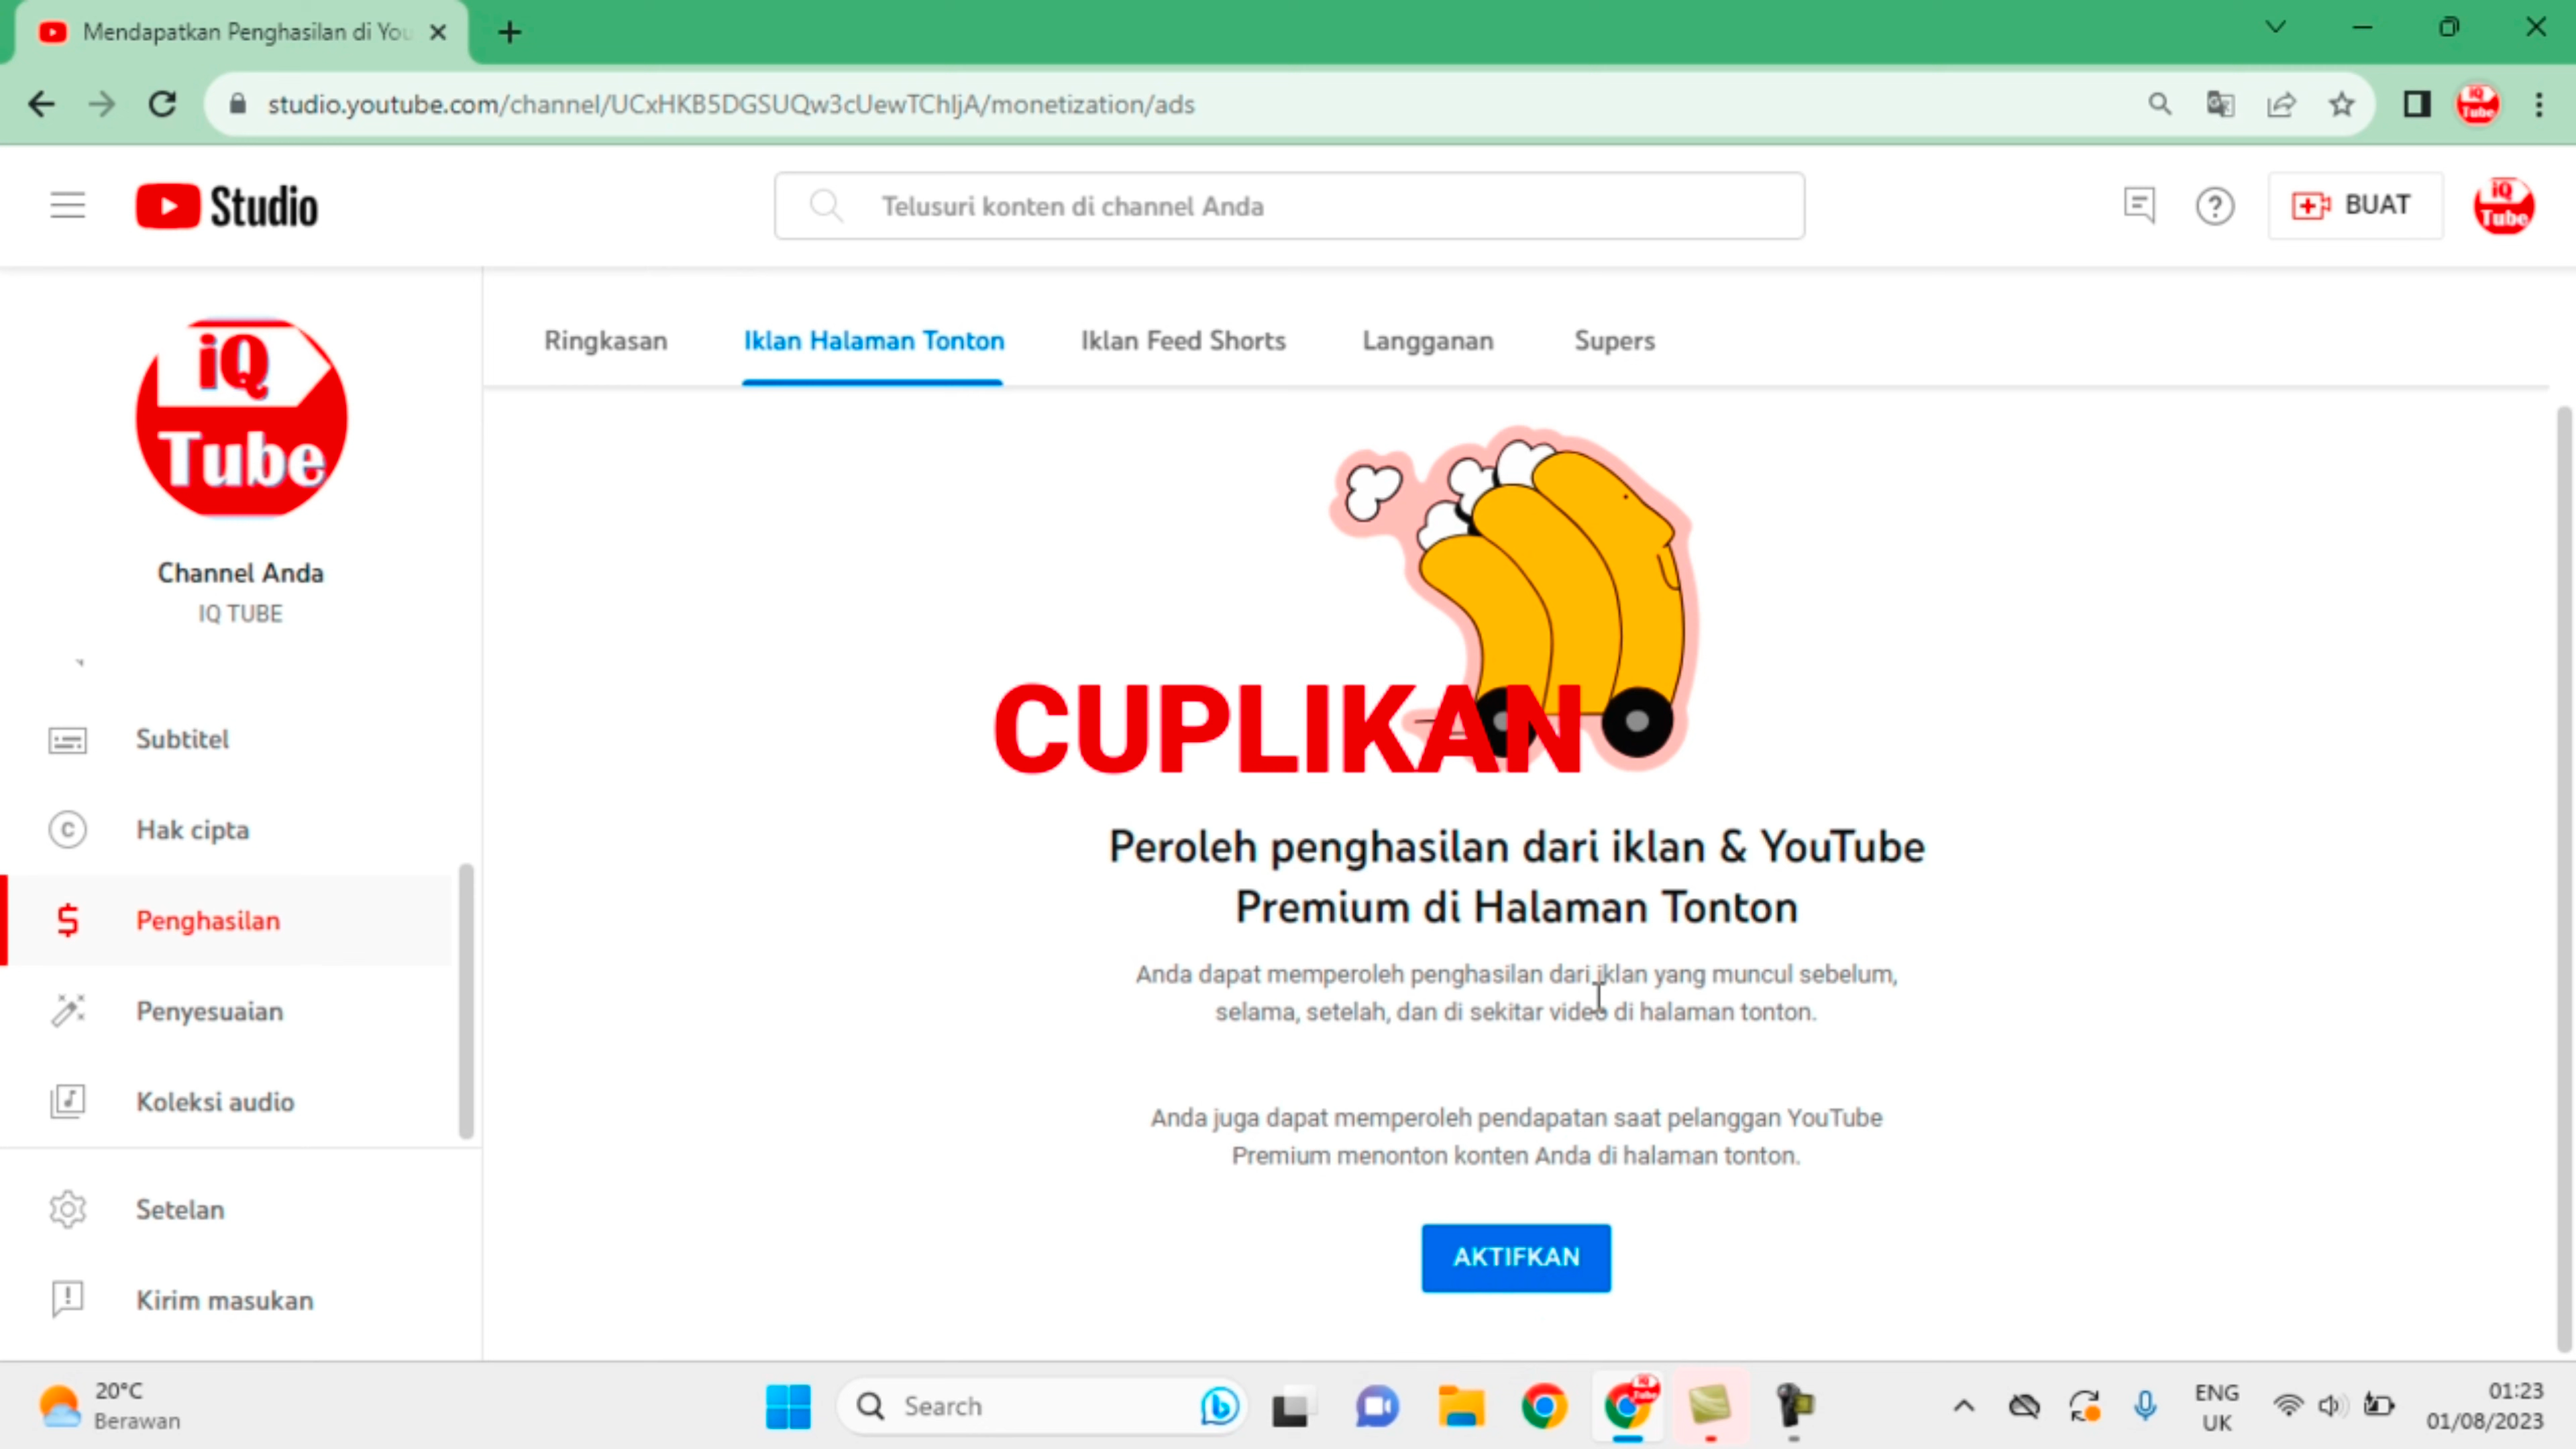 Mendapatkan Penghasilan di You
studio.youtube.com/channel/UCxHKB5DGSUQw3cUewTChIjA/monetization/ads
iQ Tube
Studio
Telusuri konten di channel Anda
BUAT
iQ
Tube
iQ
Tube
Channel Anda
IQ TUBE
Subtitel
Hak cipta
Penghasilan
Penyesuaian
Koleksi audio
Setelan
Kirim masukan
Ringkasan
Iklan Halaman Tonton
Iklan Feed Shorts
Langganan
Supers
CUPLIKAN
Peroleh penghasilan dari iklan & YouTube
Premium di Halaman Tonton
Anda dapat memperoleh penghasilan dari iklan yang muncul sebelum,
selama, setelah, dan di sekitar video di halaman tonton.
Anda juga dapat memperoleh pendapatan saat pelanggan YouTube
Premium menonton konten Anda di halaman tonton.
AKTIFKAN
20°C
Berawan
Search
ENG
UK
01:23
01/08/2023